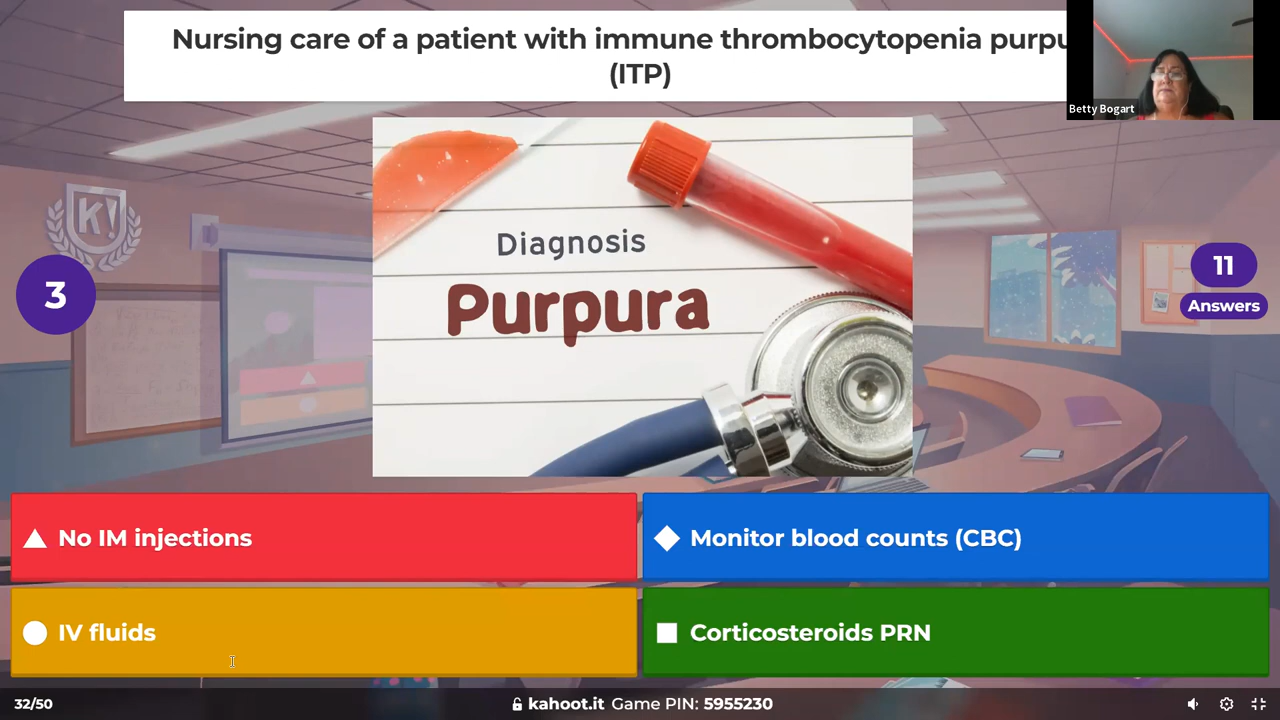 Nursing care of a patient with immune thrombocytopenia
(ITP)
Betty Bogart
K!
Diagnosis
Purpura
3
11
Answers
No IM injections
Monitor blood counts (CBC)
IV fluids
Corticosteroids PRN
32/50
kahoot.it Game PIN: 5955230